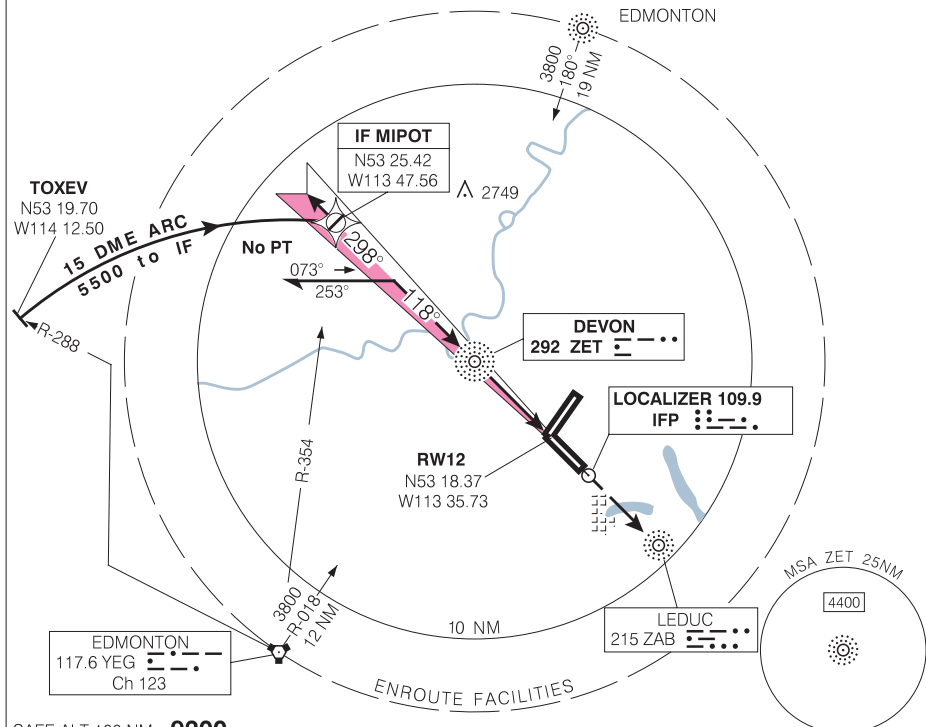 EDMONTON
3800
180°
19 NM
IF MIPOT
N53 25.42
W113 47.56
2749
TOXEV
N53 19.70
W114 12.50
15 DME ARC
5500 to IF
No PT
298°
073°
253°
118°
R-288
DEVON
292 ZET
LOCALIZER 109.9
IFP
R-354
RW12
N53 18.37
W113 35.73
3800
R-018
12 NM
MSA ZET 25NM
4400
10 NM
LEDUC
215 ZAB
EDMONTON
117.6 YEG
Ch 123
ENROUTE FACILITIES